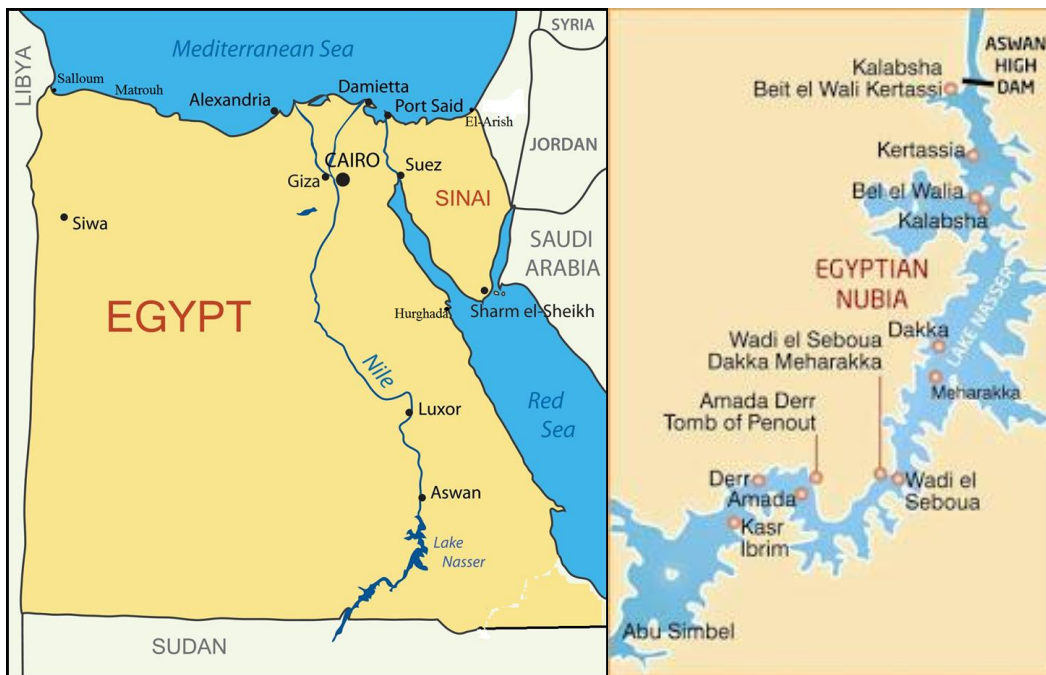 SYRIA
LIBYA
Mediterranean Sea
Salloum
Matrouh
Alexandria
Damietta
Port Said
El-Arish
JORDAN
CAIRO
Giza
Suez
SINAI
Siwa
SAUDI
ARABIA
EGYPT
Hurghada
Sharm el-Sheikh
Nile
Luxor
Red
Sea
Aswan
Lake
Nasser
SUDAN
ASWAN
HIGH
DAM
Kalabsha
Beit el Wali Kertassi
Kertassia
Bel el Walia
Kalabsha
EGYPTIAN
NUBIA
LAKE NASSER
Dakka
Wadi el Seboua
Dakka Meharakka
Meharakka
Amada Derr
Tomb of Penout
Derr
Amada
Wadi el
Seboua
Kasr
Ibrim
Abu Simbel